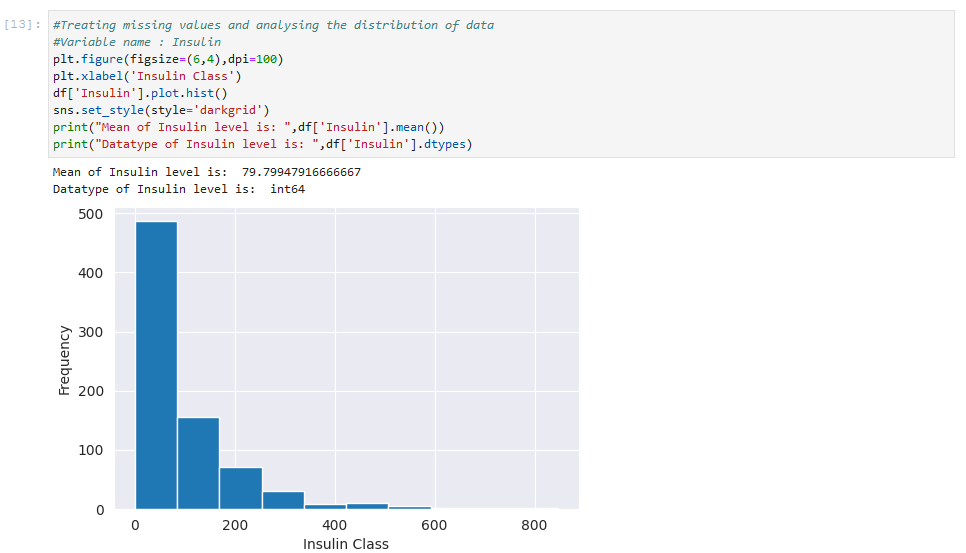 [13]: #Treating missing values and analysing the distribution of data
#Variable name : Insulin
plt.figure(figsize=(6,4),dpi=100)
plt.xlabel('Insulin Class')
df['Insulin'].plot.hist()
sns.set_style(style='darkgrid')
print("Mean of Insulin level is: ",df['Insulin'].mean())
print("Datatype of Insulin level is: ",df['Insulin'].dtypes)
Mean of Insulin level is:  79.79947916666667
Datatype of Insulin level is:  int64
500
400
300
200
100
0
Frequency
0 200 400 600 800
Insulin Class